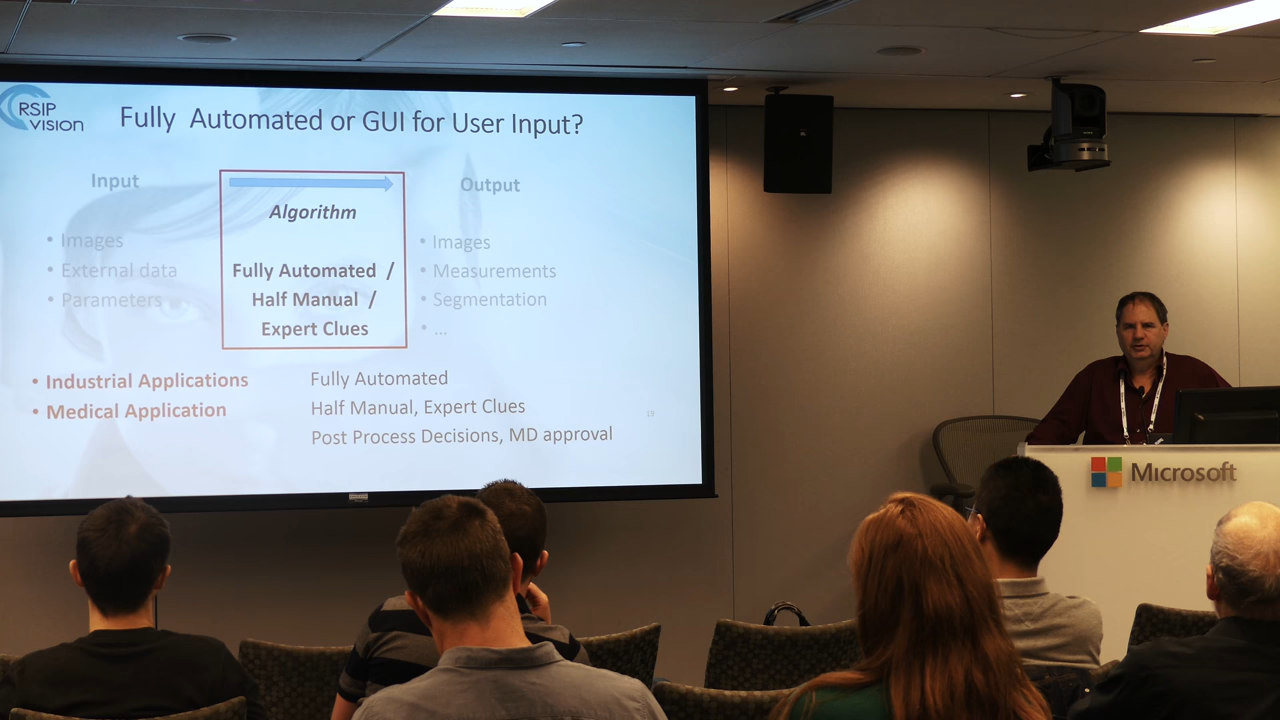 RSIP
VISION
Fully Automated or GUI for User Input?
Input
Output
Algorithm
• Images
• External data
• Parameters
Fully Automated /
Half Manual /
Expert Clues
• Images
• Measurements
• Segmentation
• ...
• Industrial Applications
• Medical Application
Fully Automated
Half Manual, Expert Clues
Post Process Decisions, MD approval
19
Microsoft